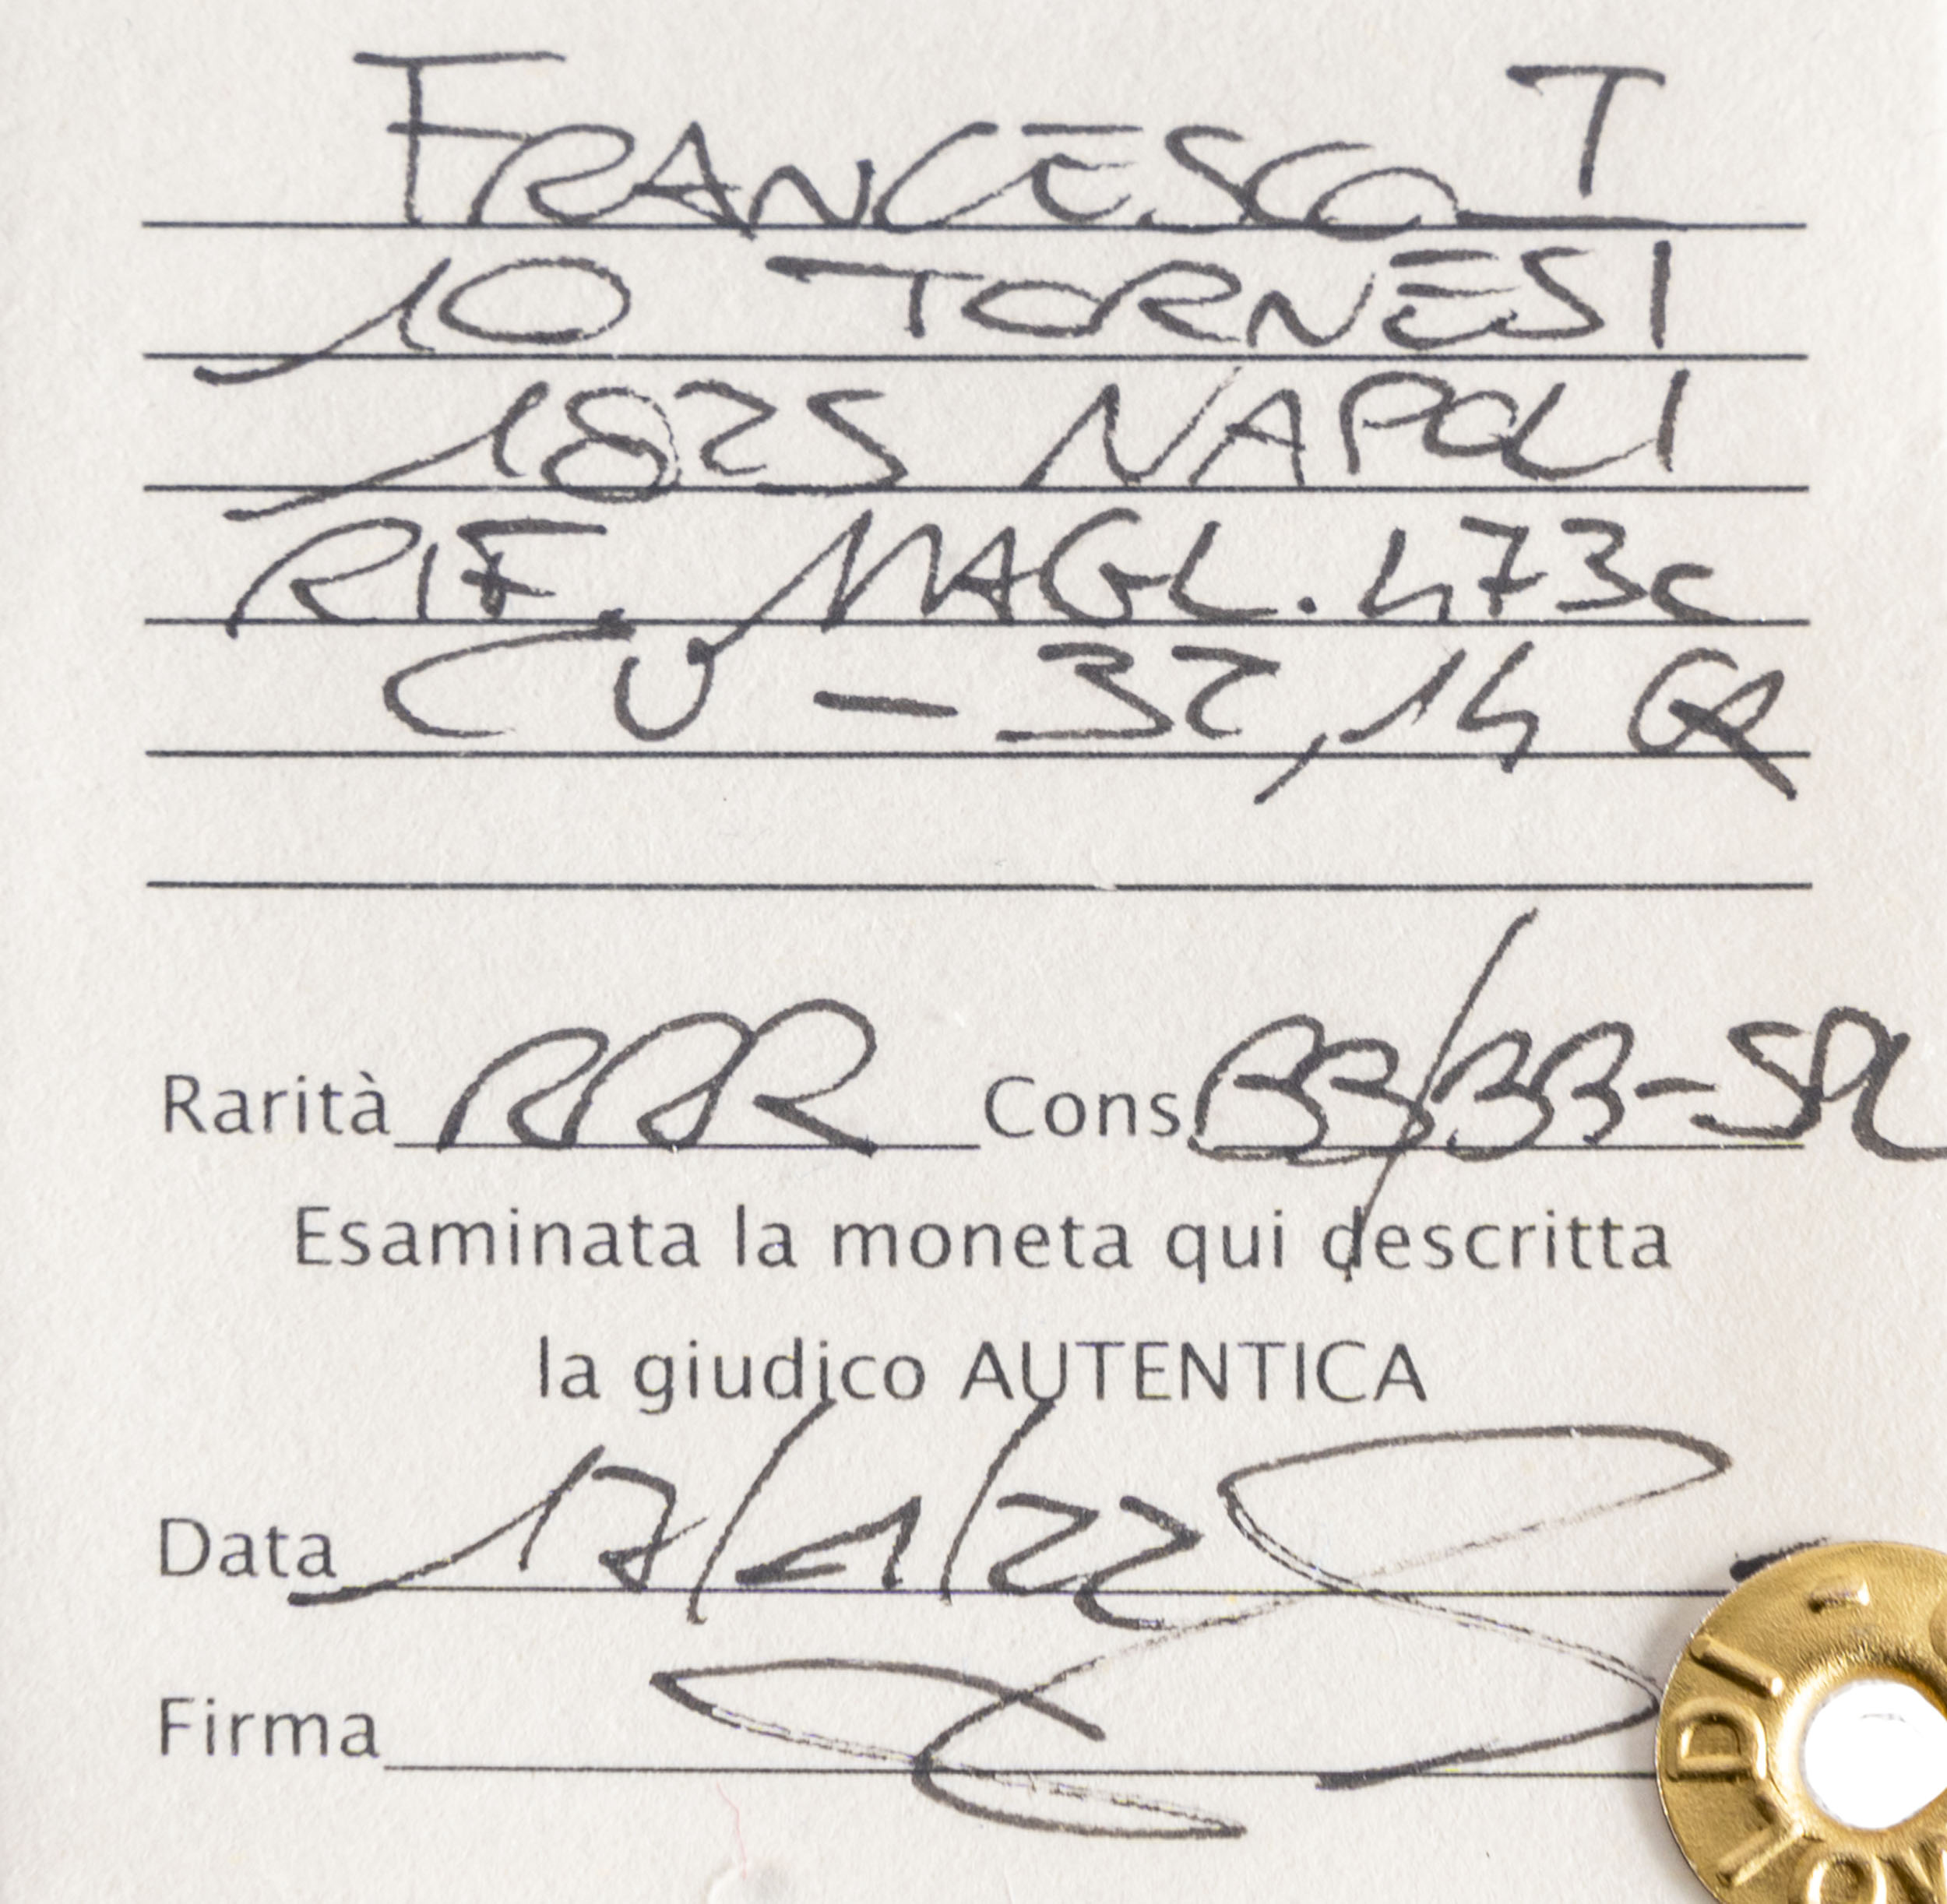 FRANCESCO I
10 TORNESI
1825 NAPOLI
RIF. MAGL. 473c
CU - 32,14 GR
Rarità RRR Cons. BB/BB-SPL
Esaminata la moneta qui descritta
la giudico AUTENTICA
Data 17/1/22
Firma